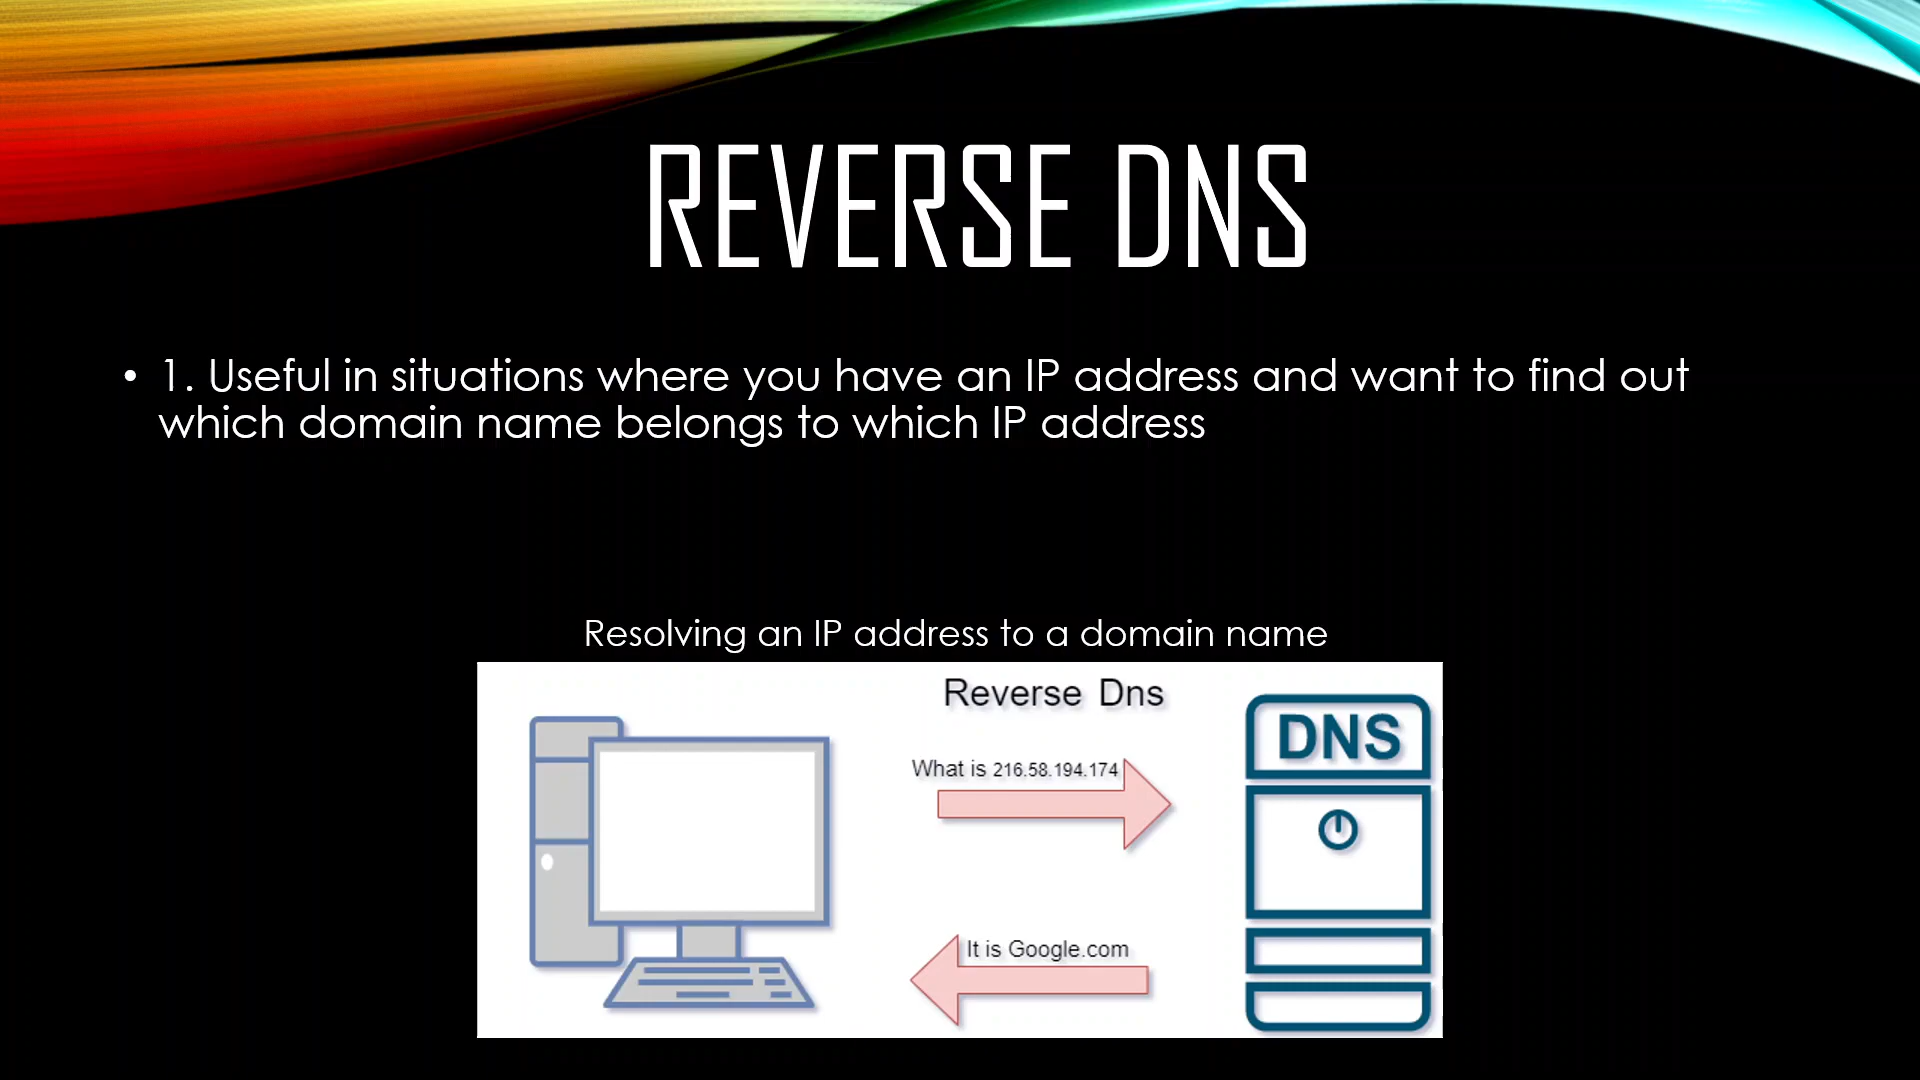 REVERSE DNS
• 1. Useful in situations where you have an IP address and want to find out
which domain name belongs to which IP address
Resolving an IP address to a domain name
Reverse Dns
DNS
What is 216.58.194.174
It is Google.com